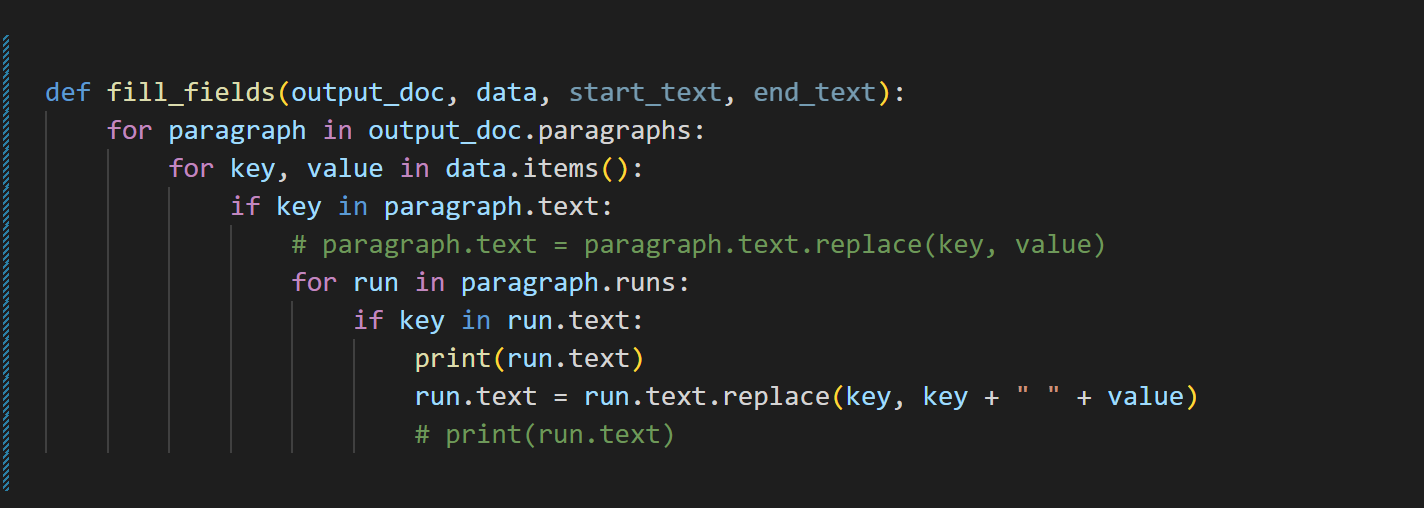 def fill_fields(output_doc, data, start_text, end_text):
    for paragraph in output_doc.paragraphs:
        for key, value in data.items():
            if key in paragraph.text:
                # paragraph.text = paragraph.text.replace(key, value)
                for run in paragraph.runs:
                    if key in run.text:
                        print(run.text)
                        run.text = run.text.replace(key, key + " " + value)
                        # print(run.text)